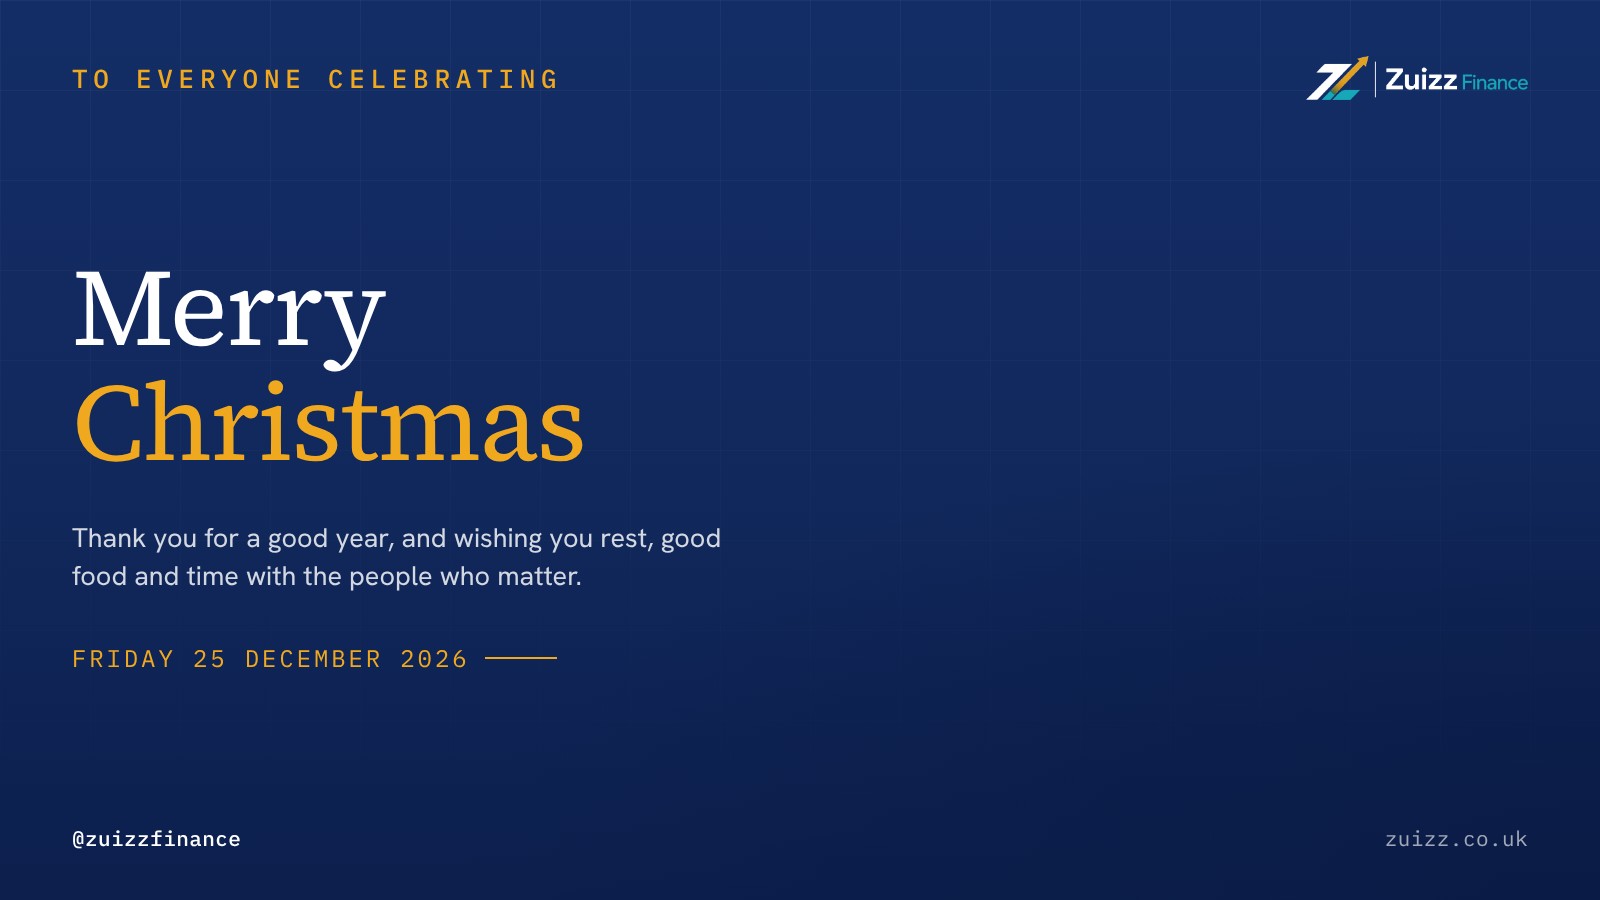 TO EVERYONE CELEBRATING
Zuizz Finance
Merry
Christmas
Thank you for a good year, and wishing you rest, good
food and time with the people who matter.
FRIDAY 25 DECEMBER 2026
@zuizzfinance
zuizz.co.uk